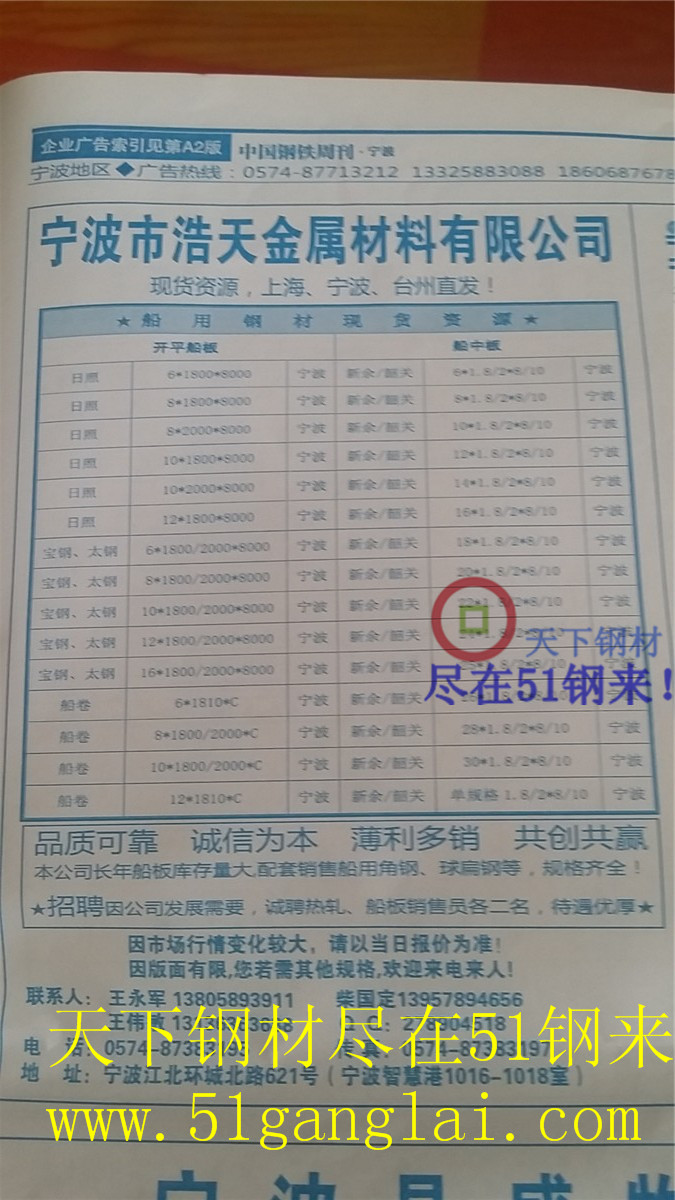 企业广告索引见第A2版 中国钢铁周刊·宁波
宁波地区◆广告热线：0574-87713212 13325883088 1860687678
宁波市浩天金属材料有限公司
现货资源，上海、宁波、台州直发！
★船用钢材现货资源★
开平船板 船中板
日照 6*1800*8000 宁波 新余/韶关 6*1.8/2*8/10 宁波
日照 8*1800*8000 宁波 新余/韶关 8*1.8/2*8/10 宁波
日照 8*2000*8000 宁波 新余/韶关 10*1.8/2*8/10 宁波
日照 10*1800*8000 宁波 新余/韶关 12*1.8/2*8/10 宁波
日照 10*2000*8000 宁波 新余/韶关 14*1.8/2*8/10 宁波
日照 12*1800*8000 宁波 新余/韶关 16*1.8/2*8/10 宁波
宝钢、太钢 6*1800/2000*8000 宁波 新余/韶关 18*1.8/2*8/10 宁波
宝钢、太钢 8*1800/2000*8000 宁波 新余/韶关 20*1.8/2*8/10 宁波
宝钢、太钢 10*1800/2000*8000 宁波 新余/韶关 22*1.8/2*8/10 宁波
宝钢、太钢 12*1800/2000*8000 宁波 新余/韶关 宁波
宝钢、太钢 16*1800/2000*8000 宁波 新余/韶关 宁波
船卷 6*1810*C 宁波 新余/韶关
船卷 8*1800/2000*C 宁波 新余/韶关 28*1.8/2*8/10 宁波
船卷 10*1800/2000*C 宁波 新余/韶关 30*1.8/2*8/10 宁波
船卷 12*1810*C 宁波 新余/韶关 单规格1.8/2*8/10 宁波
天下钢材
尽在51钢来！
品质可靠 诚信为本 薄利多销 共创共赢
本公司长年船板库存量大,配套销售船用角钢、球扁钢等，规格齐全！
★招聘因公司发展需要，诚聘热轧、船板销售员各二名，待遇优厚★
因市场行情变化较大，请以当日报价为准！
因版面有限,您若需其他规格,欢迎来电来人！
联系人：王永军 13805893911 柴国定13957894656
王伟敏
电 话：
传真：
地 址：宁波江北环城北路621号（宁波智慧港1016-1018室）
天下钢材尽在51钢来
www.51ganglai.com